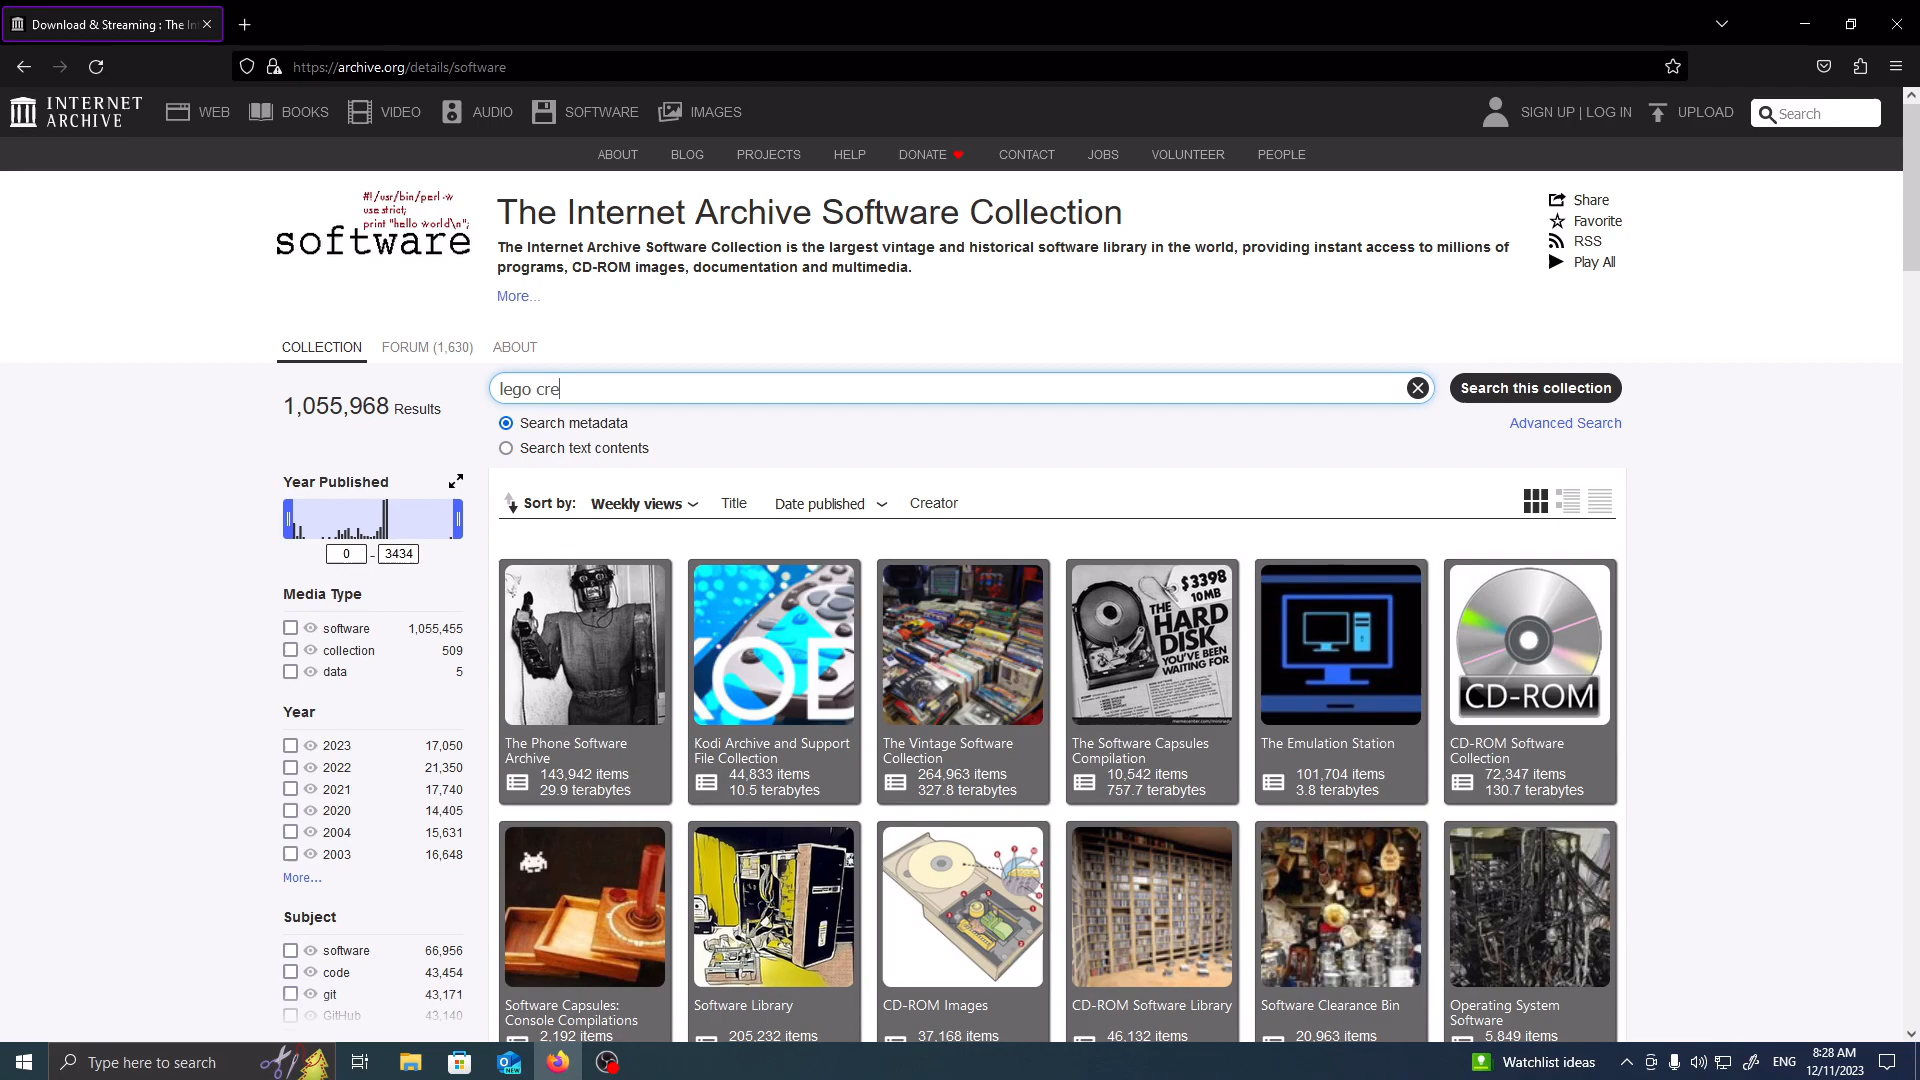 Download & Streaming : The In
https://archive.org/details/software
INTERNET
ARCHIVE
WEB
BOOKS
VIDEO
AUDIO
SOFTWARE
IMAGES
SIGN UP | LOG IN
UPLOAD
Search
ABOUT
BLOG
PROJECTS
HELP
DONATE
CONTACT
JOBS
VOLUNTEER
PEOPLE
#!/usr/bin/perl -w
use strict;
print "hello world\n";
software
The Internet Archive Software Collection
The Internet Archive Software Collection is the largest vintage and historical software library in the world, providing instant access to millions of
programs, CD-ROM images, documentation and multimedia.
More...
Share
Favorite
RSS
Play All
COLLECTION
FORUM (1,630)
ABOUT
1,055,968 Results
lego cre
Search this collection
Search metadata
Search text contents
Advanced Search
Year Published
0 - 3434
Sort by:
Weekly views
Title
Date published
Creator
Media Type
software 1,055,455
collection 509
data 5
Year
2023 17,050
2022 21,350
2021 17,740
2020 14,405
2004 15,631
2003 16,648
More...
Subject
software 66,956
code 43,454
git 43,171
GitHub 43,140
The Phone Software
Archive
143,942 items
29.9 terabytes
KOD
Kodi Archive and Support
File Collection
44,833 items
10.5 terabytes
The Vintage Software
Collection
264,963 items
327.8 terabytes
$3398
10 MB
THE
HARD
DISK
YOU'VE BEEN
WAITING FOR
The Software Capsules
Compilation
10,542 items
757.7 terabytes
The Emulation Station
101,704 items
3.8 terabytes
CD-ROM
CD-ROM Software
Collection
72,347 items
130.7 terabytes
Software Capsules:
Console Compilations
2,192 items
Software Library
205,232 items
CD-ROM Images
37,168 items
CD-ROM Software Library
46,132 items
Software Clearance Bin
20,963 items
Operating System
Software
5,849 items
Type here to search
NEW
Watchlist ideas
ENG
8:28 AM
12/11/2023